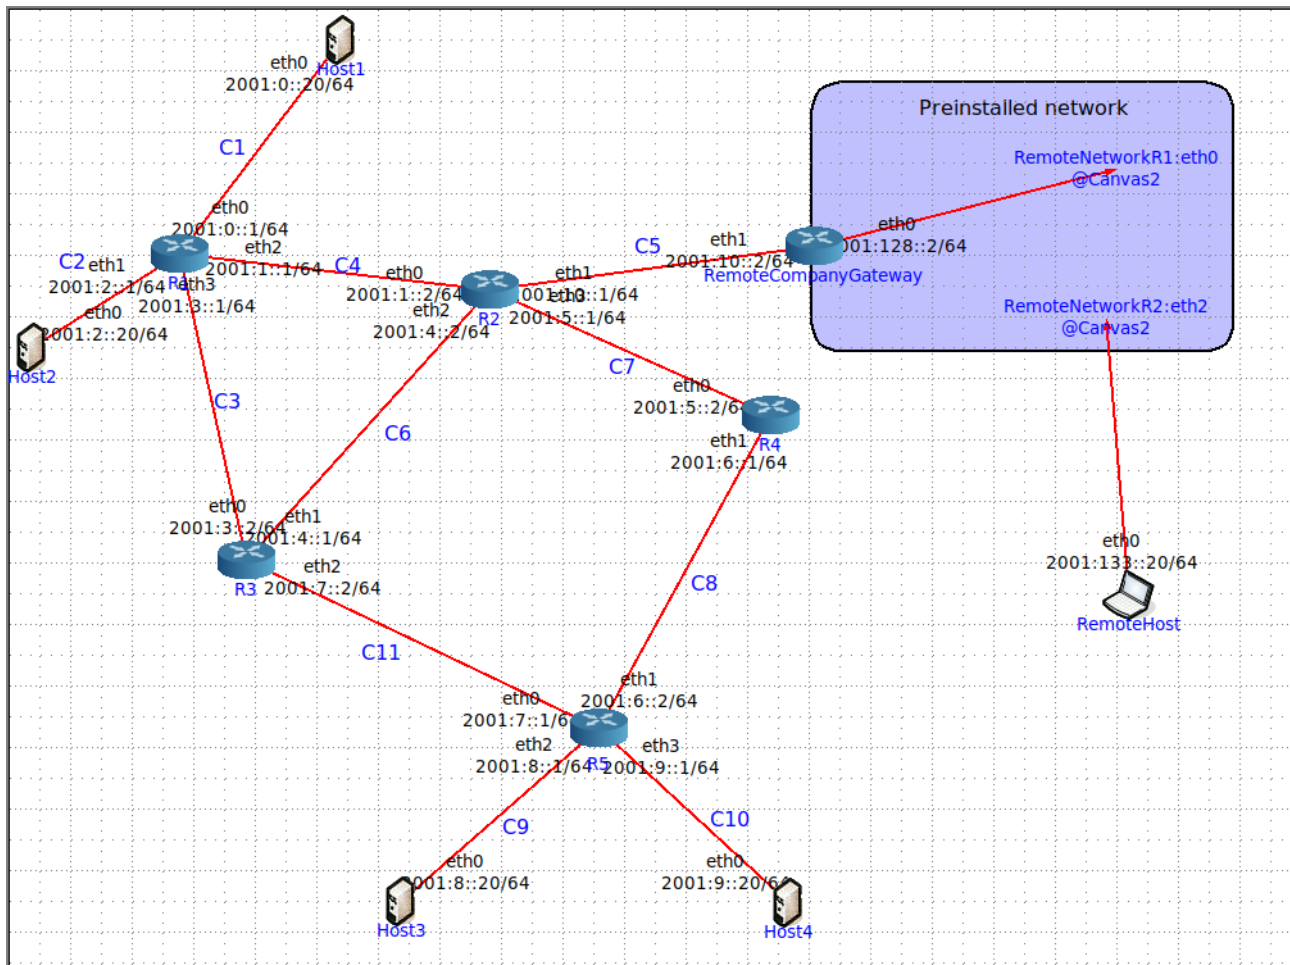 Host1
eth0
2001:0::20/64
C1
eth0
2001:0::1/64
eth2
2001:1::1/64
C2
eth1
2001:2::1/64
eth3
2001:3::1/64
eth0
2001:2::20/64
Host2
C3
C4
eth0
2001:1::2/64
eth2
2001:4::2/64
R2
eth1
eth3
2001:5::1/64
C5
eth1
2001:10::2/64
RemoteCompanyGateway
eth0
001:128::2/64
Preinstalled network
RemoteNetworkR1:eth0
@Canvas2
RemoteNetworkR2:eth2
@Canvas2
C7
C6
eth0
2001:5::2/64
R4
eth1
2001:6::1/64
eth0
2001:3::2/64
eth1
2001:4::1/64
R3
eth2
2001:7::2/64
C8
eth0
2001:133::20/64
RemoteHost
C11
eth1
2001:6::2/64
eth0
2001:7::1/6
eth2
2001:8::1/64
R5
eth3
2001:9::1/64
C9
C10
eth0
001:8::20/64
Host3
eth0
2001:9::20/64
Host4